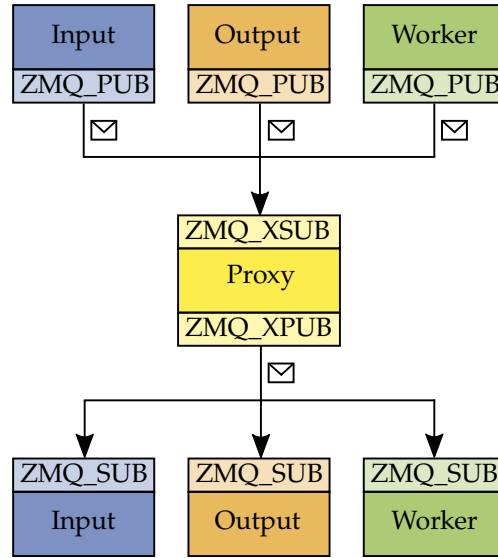 Input Output Worker
ZMQ_PUB ZMQ_PUB ZMQ_PUB
ZMQ_XSUB
Proxy
ZMQ_XPUB
ZMQ_SUB ZMQ_SUB ZMQ_SUB
Input Output Worker